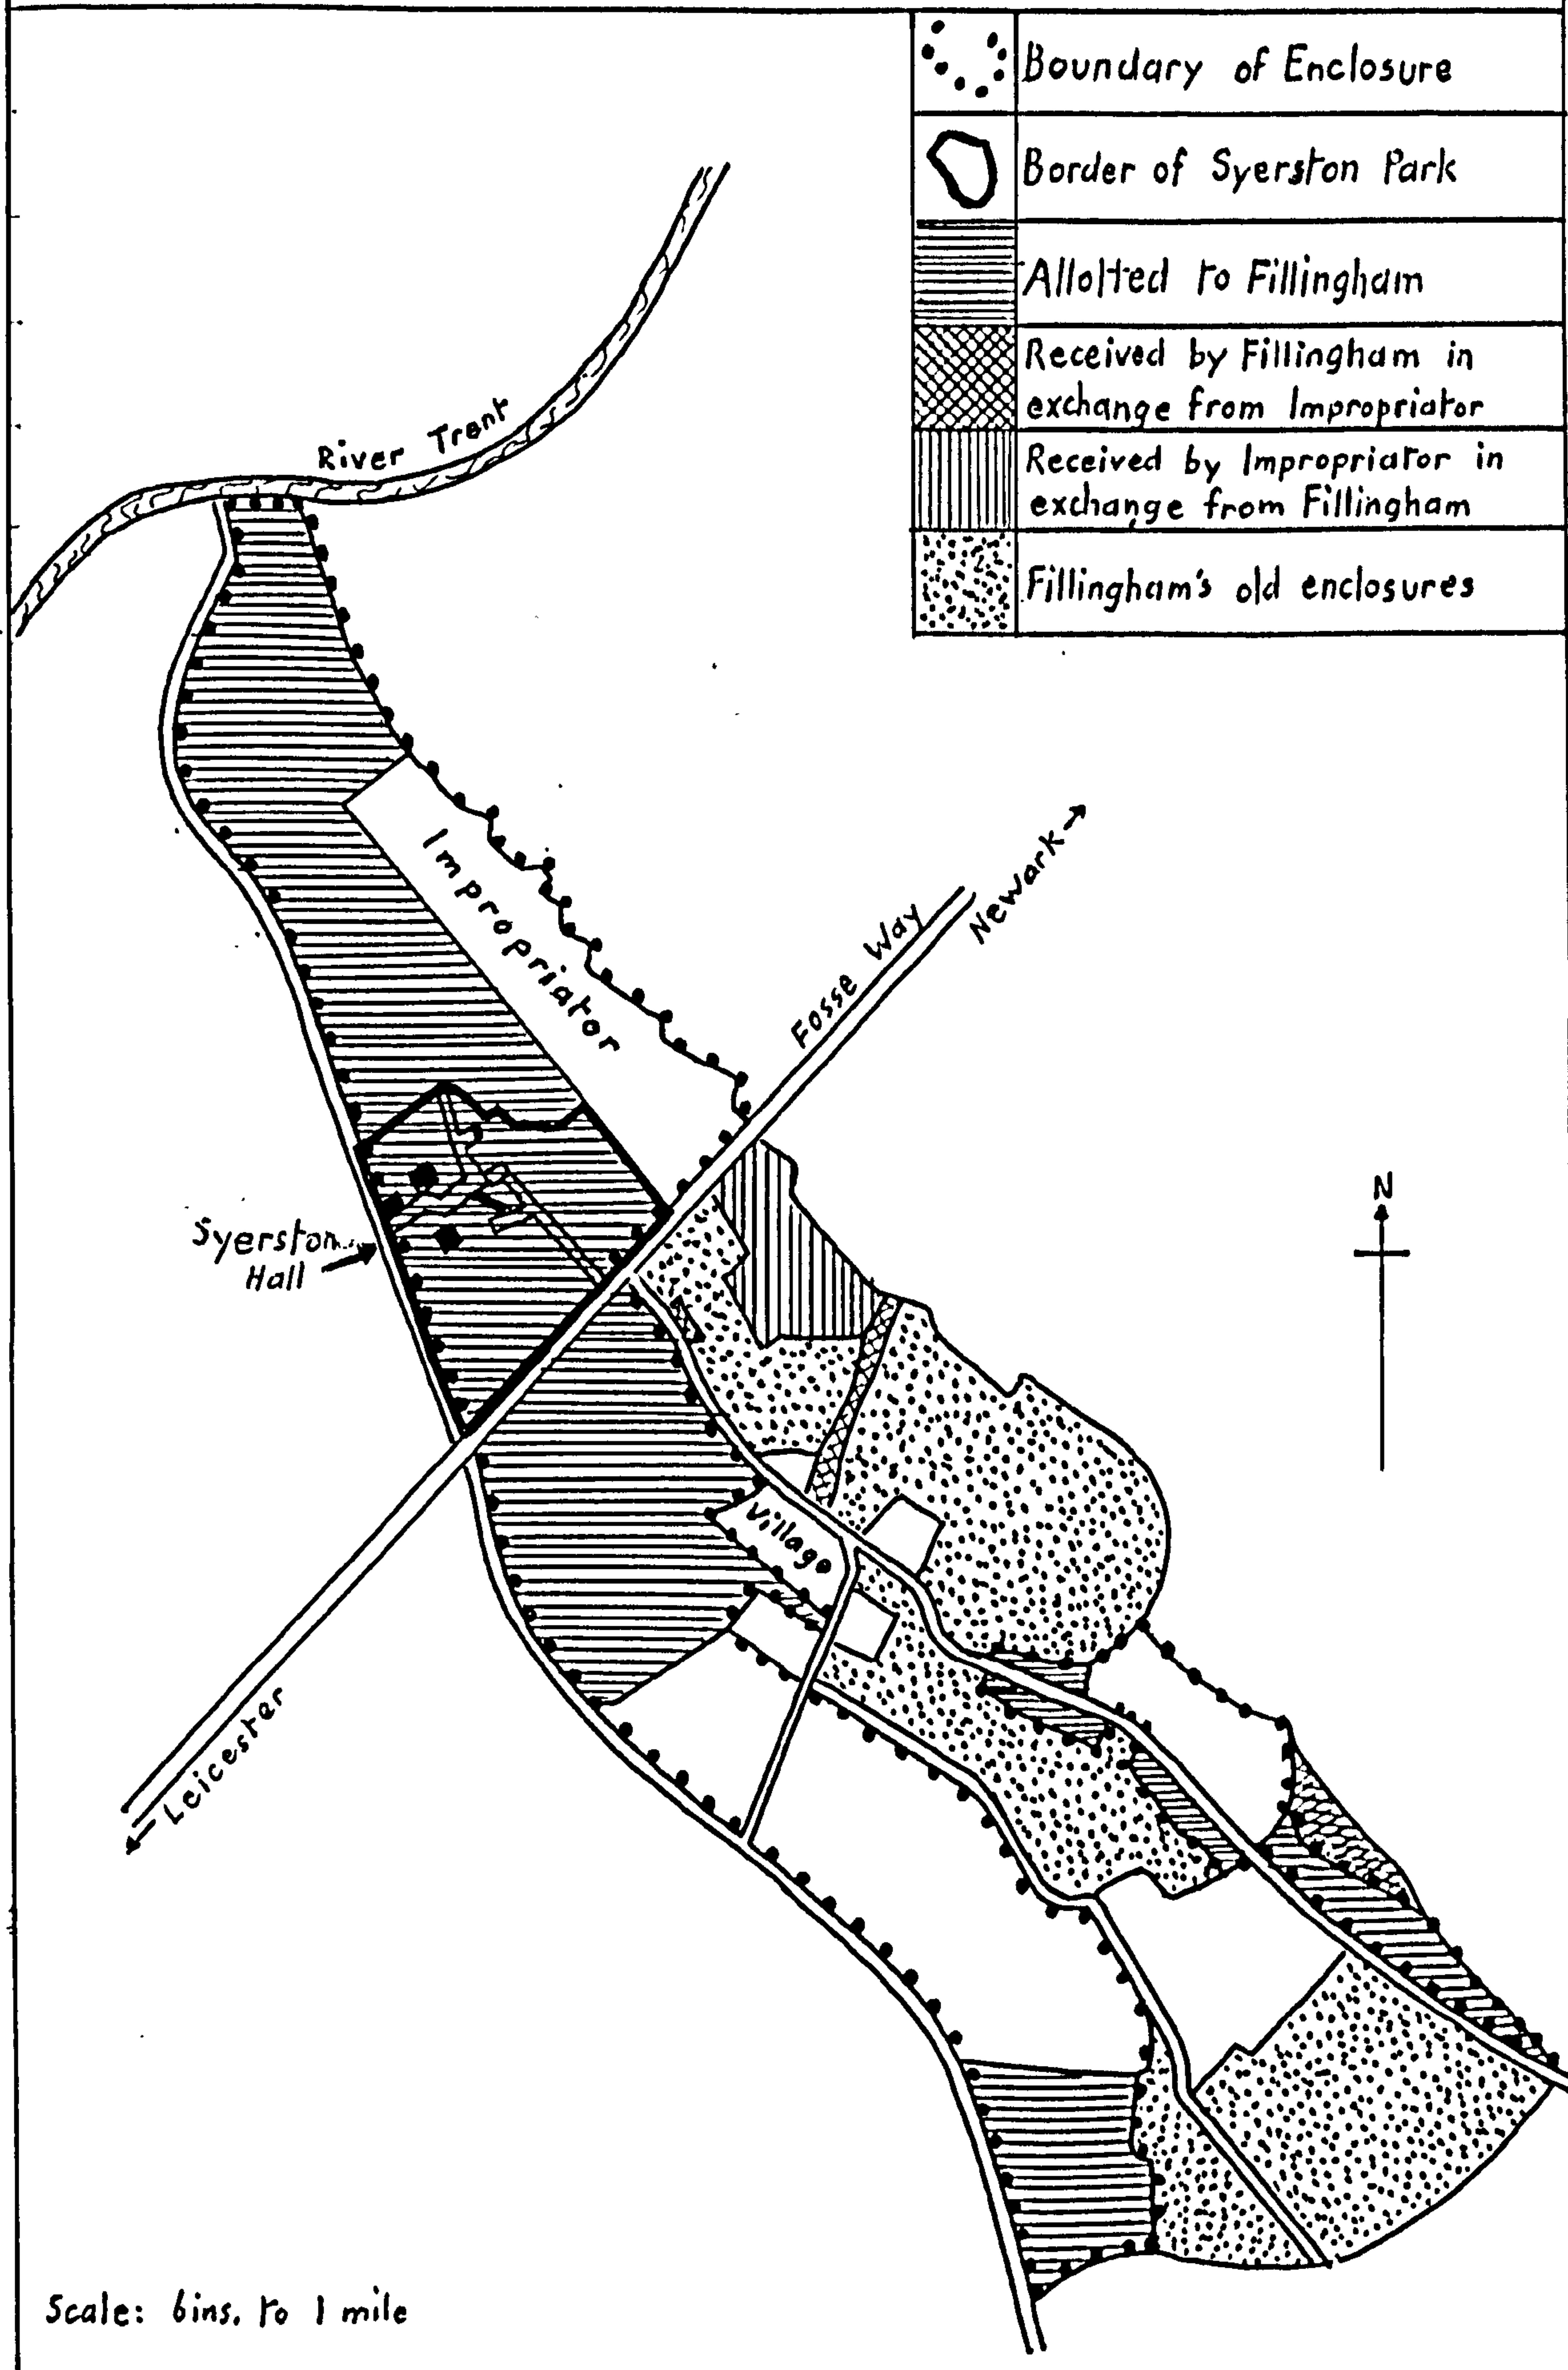 Boundary of Enclosure
Border of Syerston Park
Allotted to Fillingham
Received by Fillingham in
exchange from Impropriator
Received by Impropriator in
exchange from Fillingham
Fillingham's old enclosures
River Trent
Impropriator
Fosse Way
Newark
N
Syerston
Hall
Village
Leicester
Scale: 6ins. to 1 mile